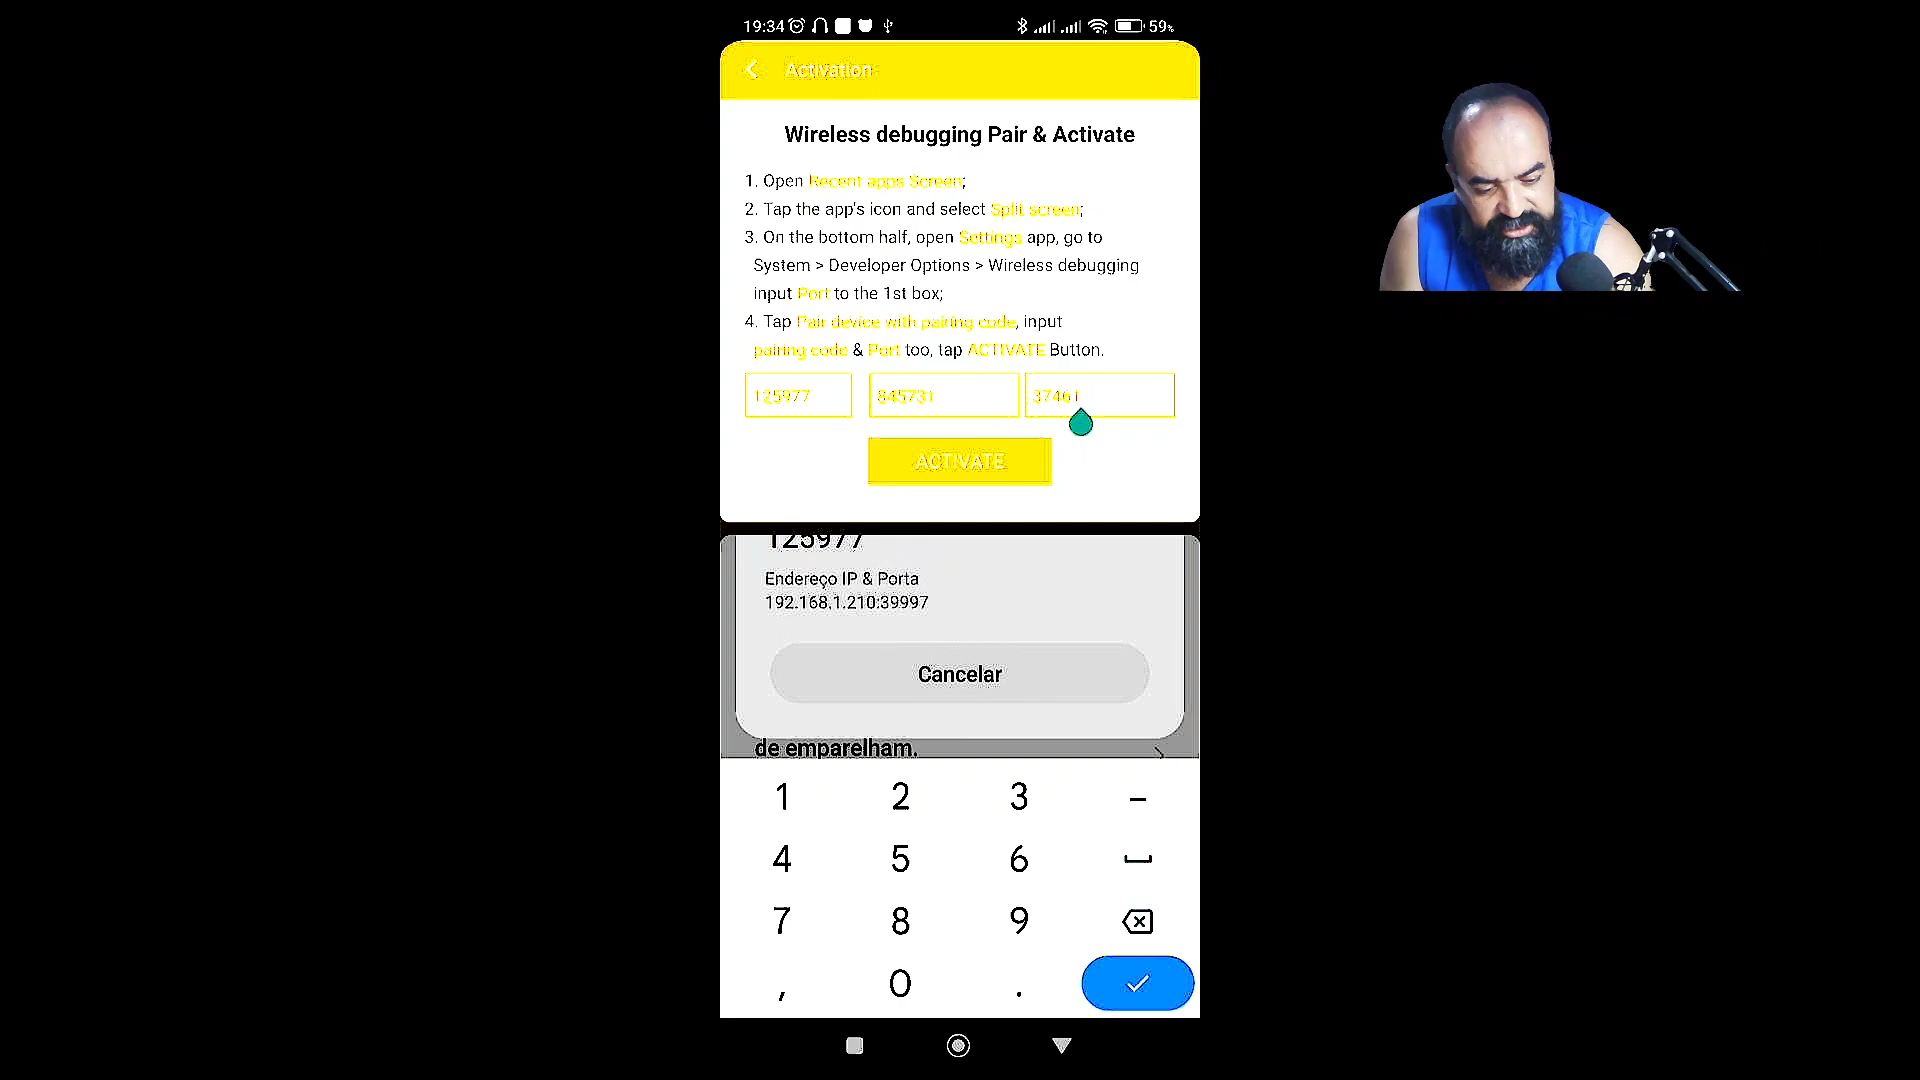 19:34 59%
Activation
Wireless debugging Pair & Activate
1. Open Recent apps Screen;
2. Tap the app's icon and select Split screen;
3. On the bottom half, open Settings app, go to
System > Developer Options > Wireless debugging
input Port to the 1st box;
4. Tap Pair device with pairing code, input
pairing code & Port too, tap ACTIVATE Button.
125977 845731 37461
ACTIVATE
125977
Endereço IP & Porta
192.168.1.210:39997
Cancelar
de emparelham.
1 2 3 –
4 5 6
7 8 9
, 0 .